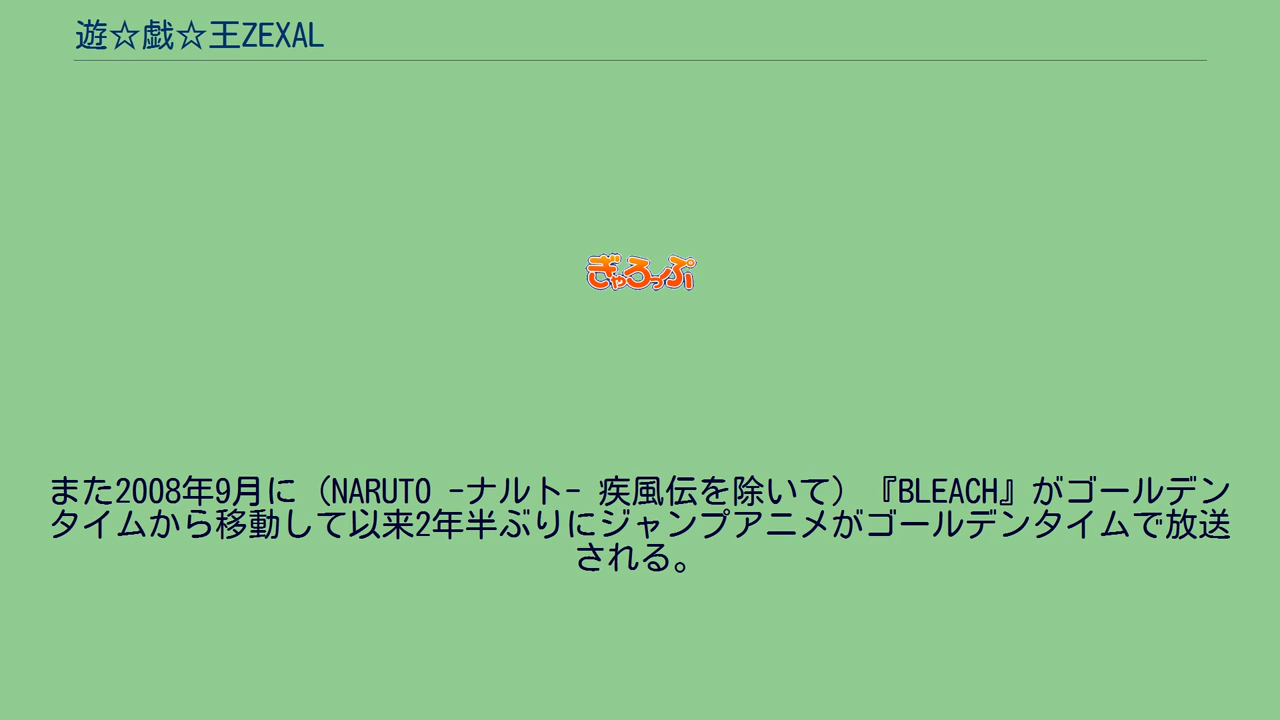 遊☆戯☆王ZEXAL
ぎゃろっぷ
また2008年9月に（NARUTO -ナルト- 疾風伝を除いて）『BLEACH』がゴールデン
タイムから移動して以来2年半ぶりにジャンプアニメがゴールデンタイムで放送
される。